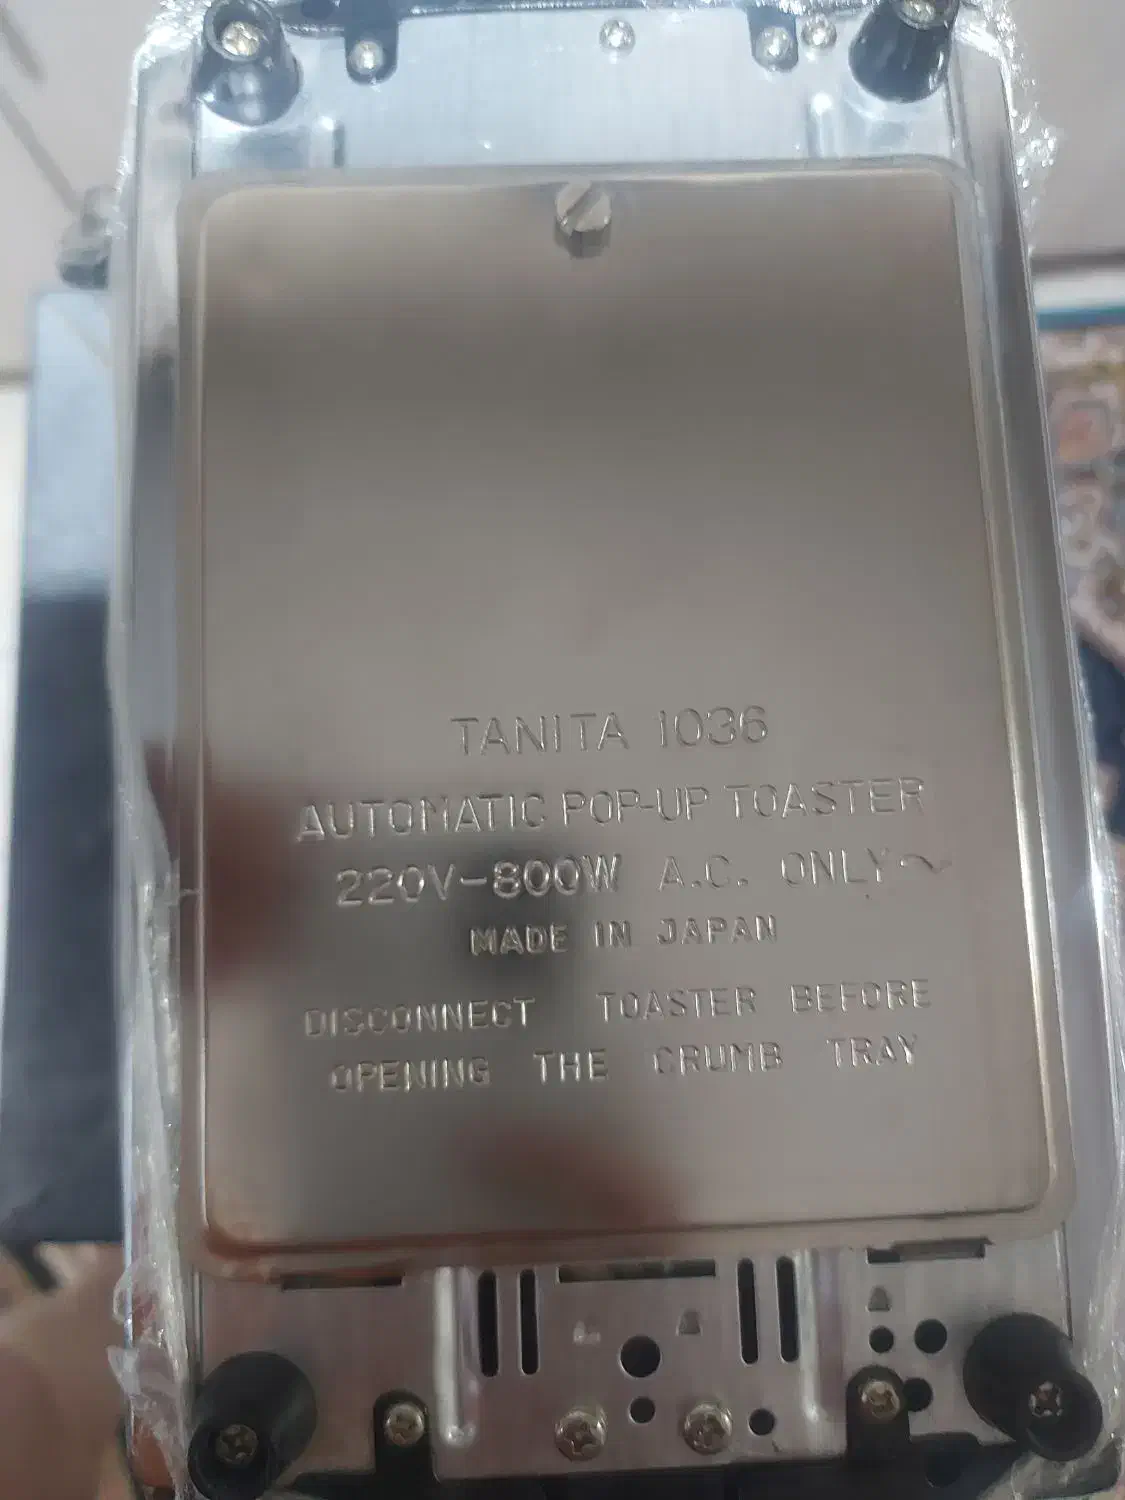 TANITA 1036
AUTOMATIC POP-UP TOASTER
220V-800W A.C. ONLY~
MADE IN JAPAN
DISCONNECT TOASTER BEFORE
OPENING THE CRUMB TRAY